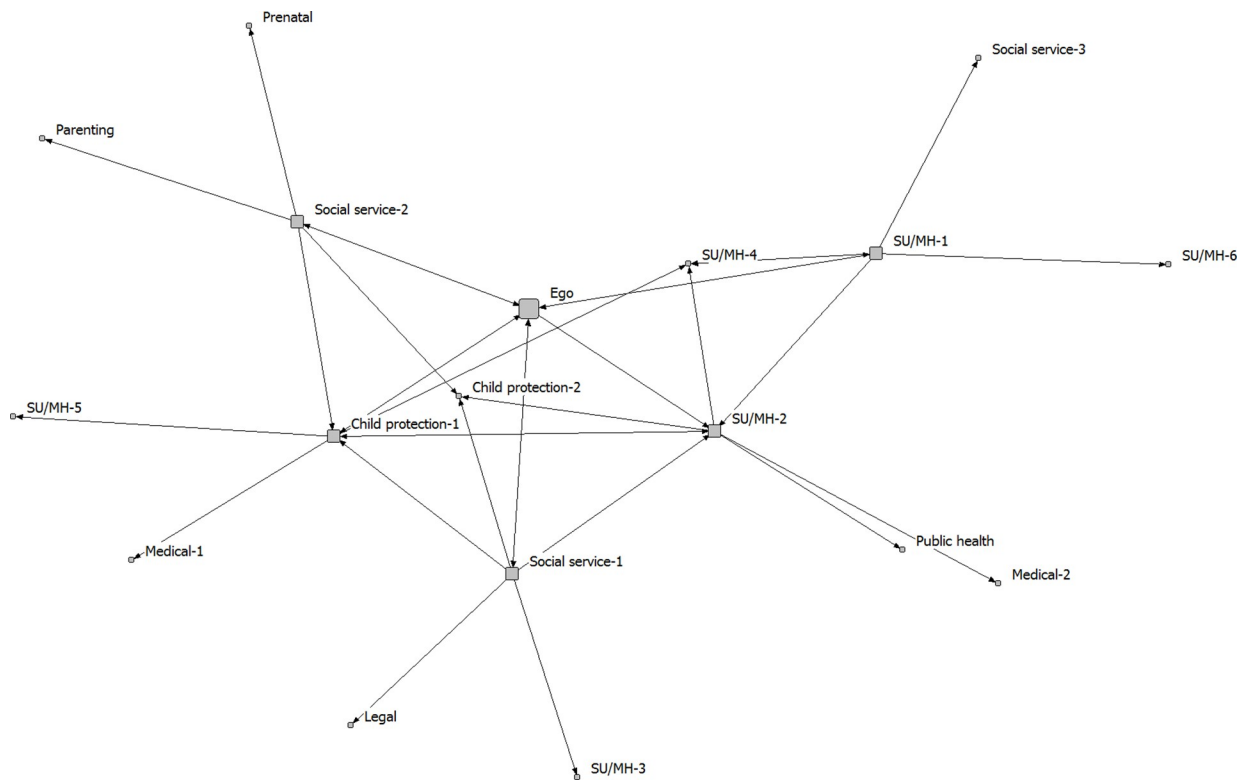 Prenatal
Social service-3
Parenting
Social service-2
SU/MH-1
SU/MH-4
SU/MH-6
Ego
Child protection-2
SU/MH-5
Child protection-1
SU/MH-2
Public health
Medical-1
Social service-1
Medical-2
Legal
SU/MH-3